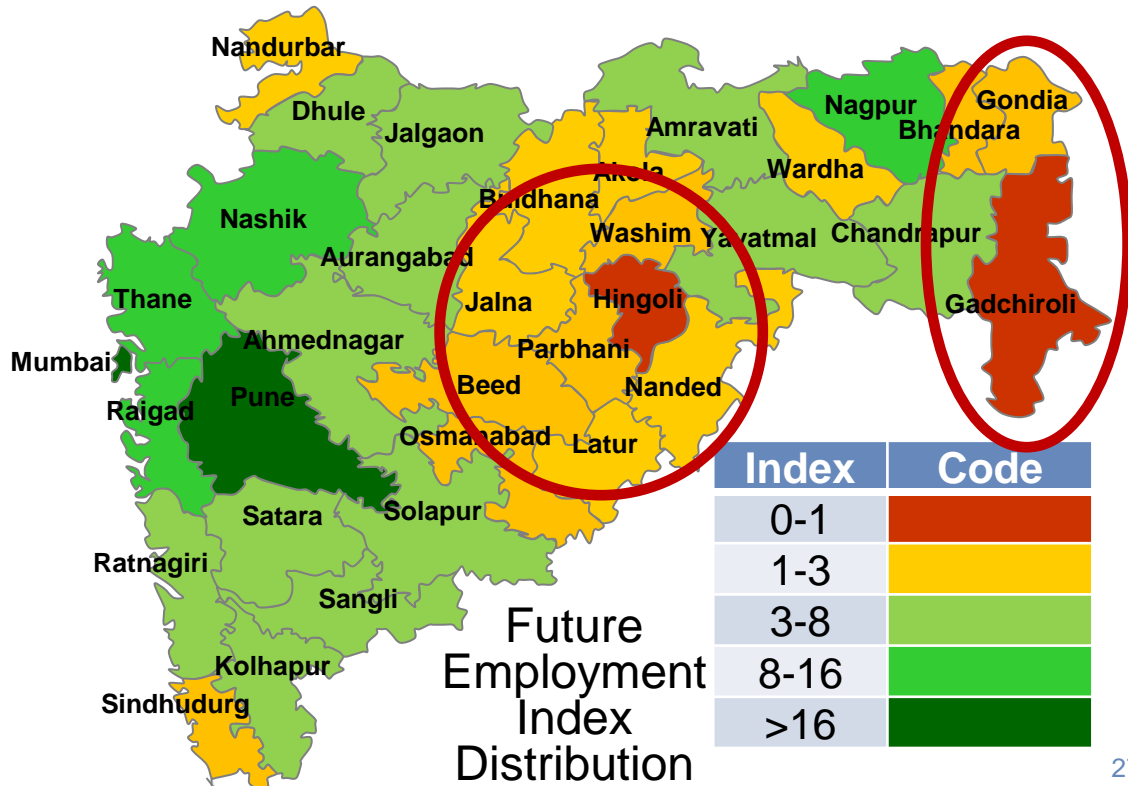 Nandurbar
Dhule
Jalgaon
Amravati
Nagpur
Gondia
Bhandara
Wardha
Akola
Buldhana
Nashik
Washim
Yavatmal
Chandrapur
Aurangabad
Thane
Jalna
Hingoli
Gadchiroli
Ahmednagar
Parbhani
Mumbai
Pune
Beed
Nanded
Raigad
Osmanabad
Latur
Satara
Solapur
Ratnagiri
Sangli
Kolhapur
Sindhudurg
Future
Employment
Index
Distribution
Index Code
0-1
1-3
3-8
8-16
>16